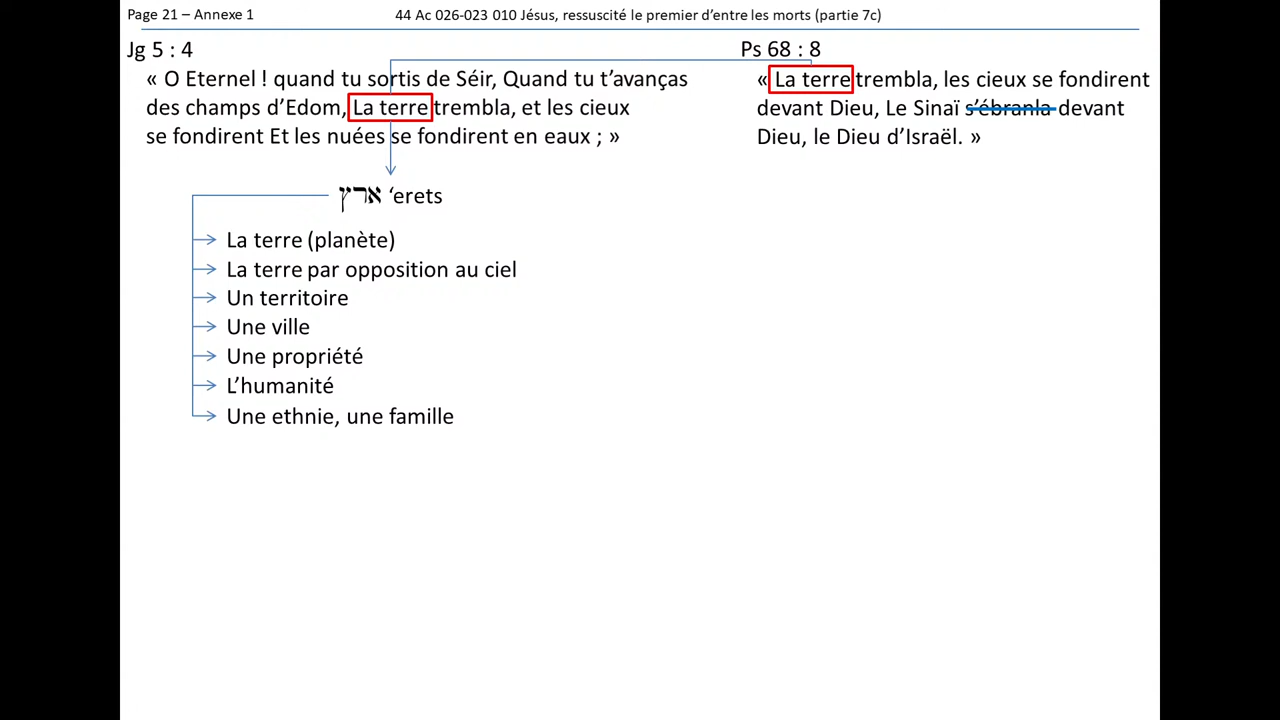 Page 21 – Annexe 1
44 Ac 026-023 010 Jésus, ressuscité le premier d’entre les morts (partie 7c)
Jg 5 : 4
« O Eternel ! quand tu sortis de Séir, Quand tu t’avanças
des champs d’Edom, La terre trembla, et les cieux
se fondirent Et les nuées se fondirent en eaux ; »
Ps 68 : 8
« La terre trembla, les cieux se fondirent
devant Dieu, Le Sinaï s’ébranla devant
Dieu, le Dieu d’Israël. »
ארץ ‘erets
La terre (planète)
La terre par opposition au ciel
Un territoire
Une ville
Une propriété
L’humanité
Une ethnie, une famille